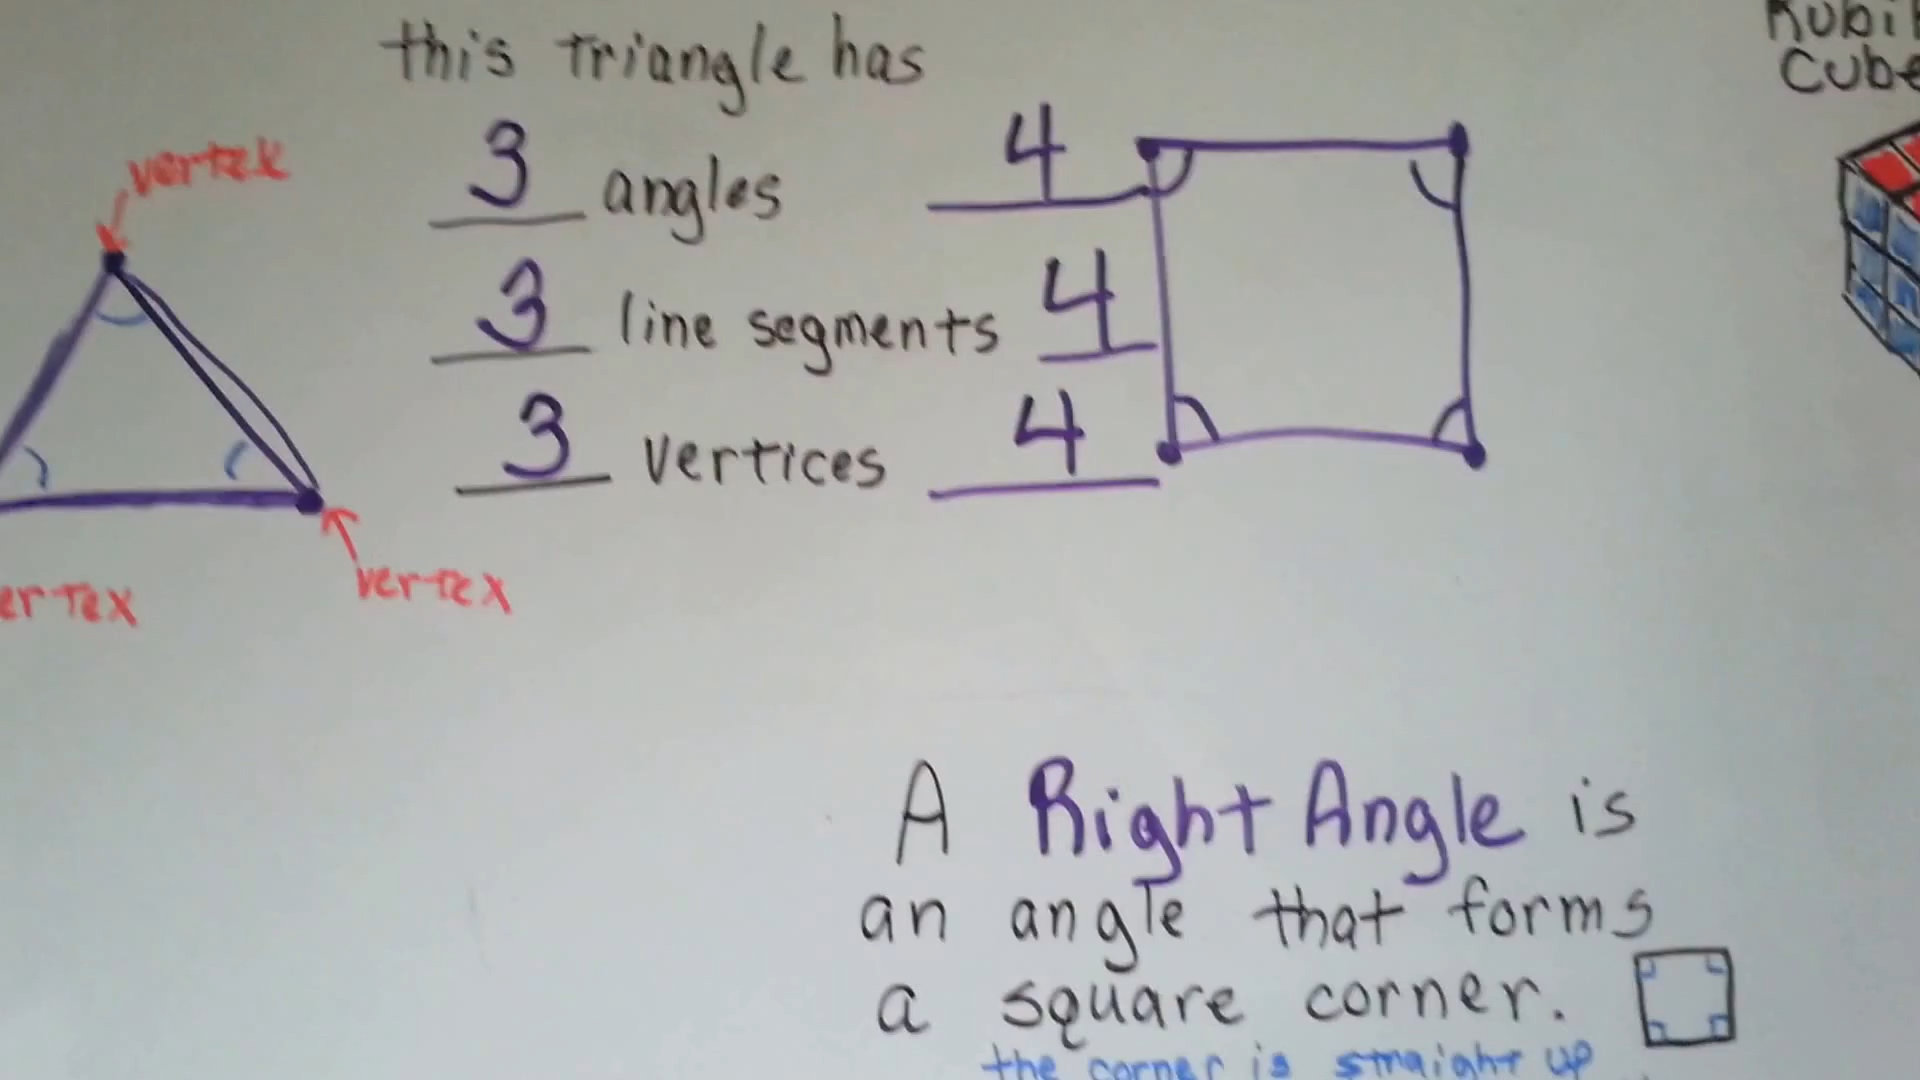 this triangle has
3 angles 4
3 line segments 4
3 vertices 4
vertex
vertex
A Right Angle is
an angle that forms
a square corner.
the corner is straight up
Cube